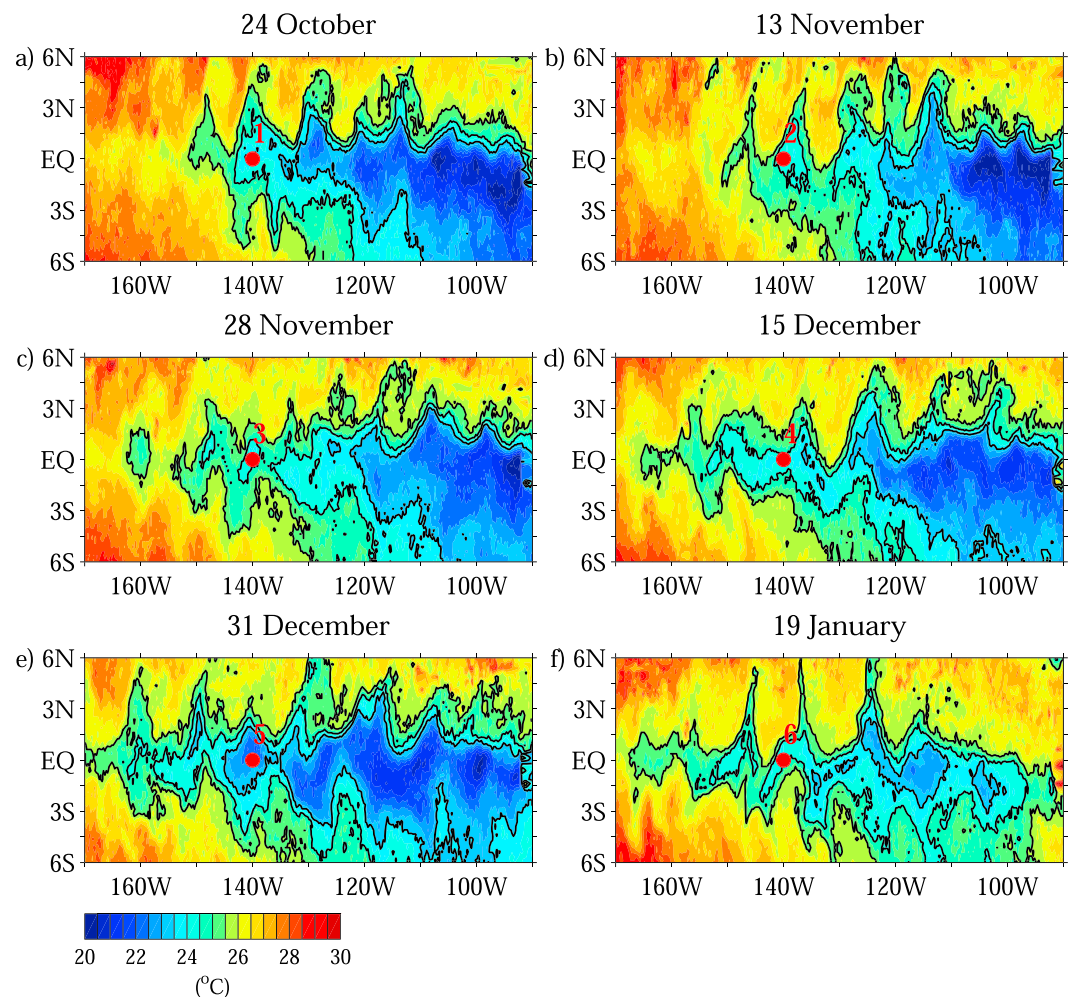 24 October
13 November
a) 6N
3N
EQ
3S
6S
1
160W 140W 120W 100W
b) 6N
3N
EQ
3S
6S
2
160W 140W 120W 100W
28 November
15 December
c) 6N
3N
EQ
3S
6S
3
160W 140W 120W 100W
d) 6N
3N
EQ
3S
6S
4
160W 140W 120W 100W
31 December
19 January
e) 6N
3N
EQ
3S
6S
5
160W 140W 120W 100W
f) 6N
3N
EQ
3S
6S
6
160W 140W 120W 100W
20 22 24 26 28 30
(°C)